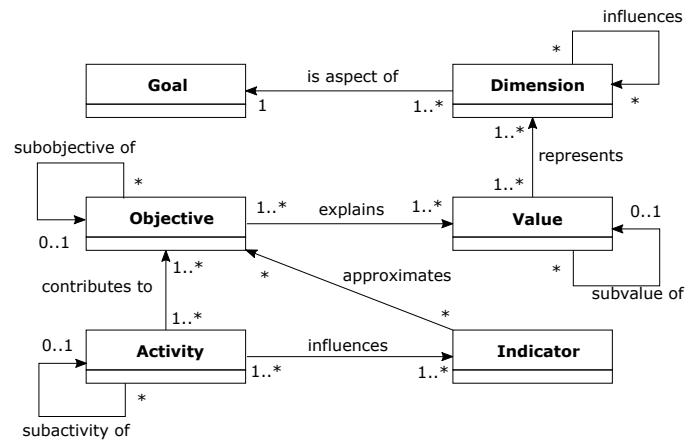 influences
*
Goal
is aspect of
Dimension
1
1..*
*
subobjective of
*
1..*
represents
1..*
Objective
1..*
explains
1..*
Value
0..1
0..1
1..*
*
approximates
*
subvalue of
contributes to
1..*
*
0..1
Activity
influences
Indicator
1..*
1..*
*
subactivity of